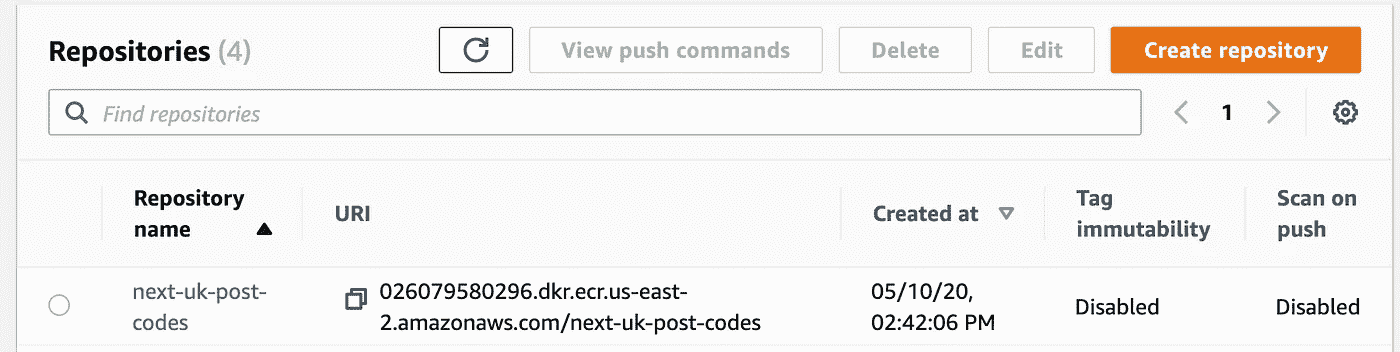 Repositories (4)
View push commands
Delete
Edit
Create repository
Find repositories
1
Repository
name
URI
Created at
Tag
immutability
Scan on
push
next-uk-post-
codes
026079580296.dkr.ecr.us-east-
2.amazonaws.com/next-uk-post-codes
05/10/20,
02:42:06 PM
Disabled
Disabled